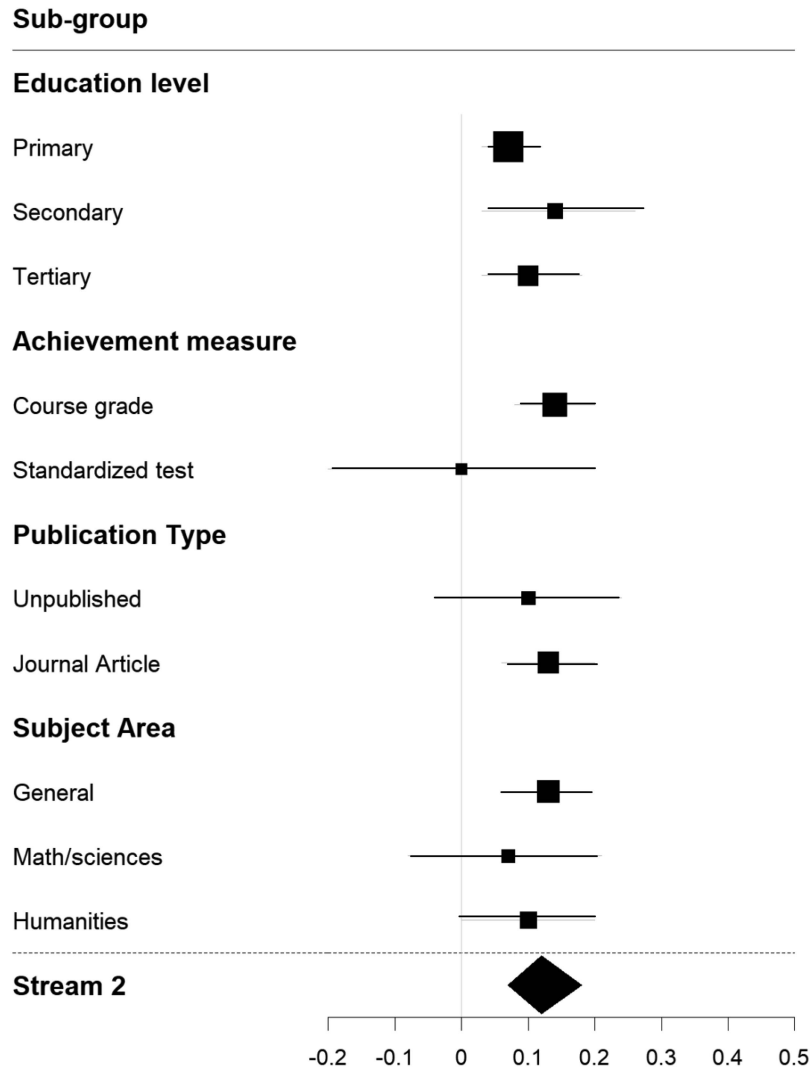 Sub-group
Education level
Primary
Secondary
Tertiary
Achievement measure
Course grade
Standardized test
Publication Type
Unpublished
Journal Article
Subject Area
General
Math/sciences
Humanities
Stream 2
-0.2 -0.1 0 0.1 0.2 0.3 0.4 0.5